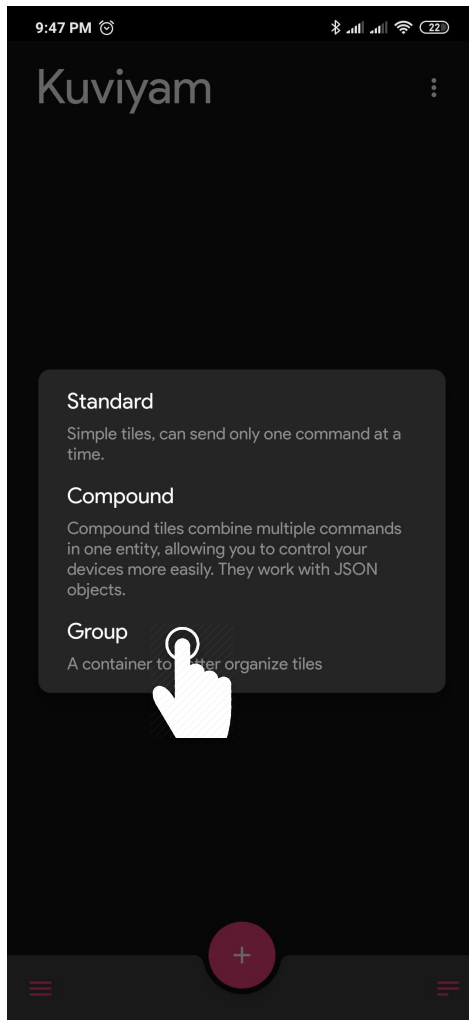 9:47 PM
22
Kuviyam
Standard
Simple tiles, can send only one command at a
time.
Compound
Compound tiles combine multiple commands
in one entity, allowing you to control your
devices more easily. They work with JSON
objects.
Group
A container to tter organize tiles